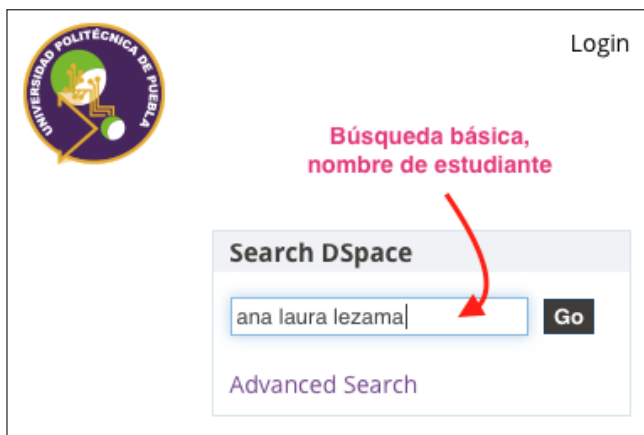 UNIVERSIDAD POLITÉCNICA DE PUEBLA
Login
Búsqueda básica,
nombre de estudiante
Search DSpace
ana laura lezama
Go
Advanced Search